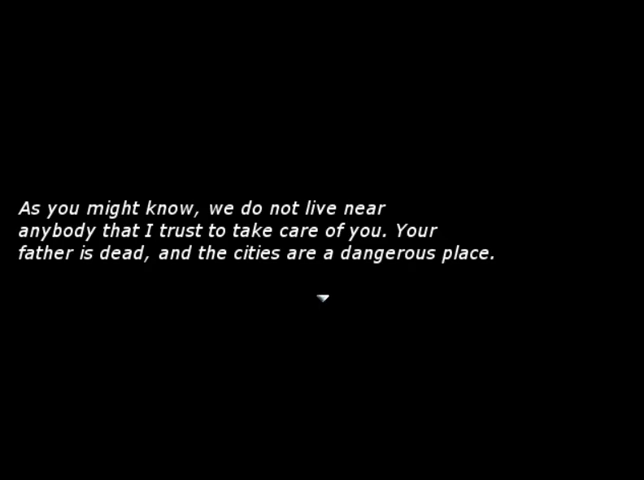 As you might know, we do not live near
anybody that I trust to take care of you. Your
father is dead, and the cities are a dangerous place.